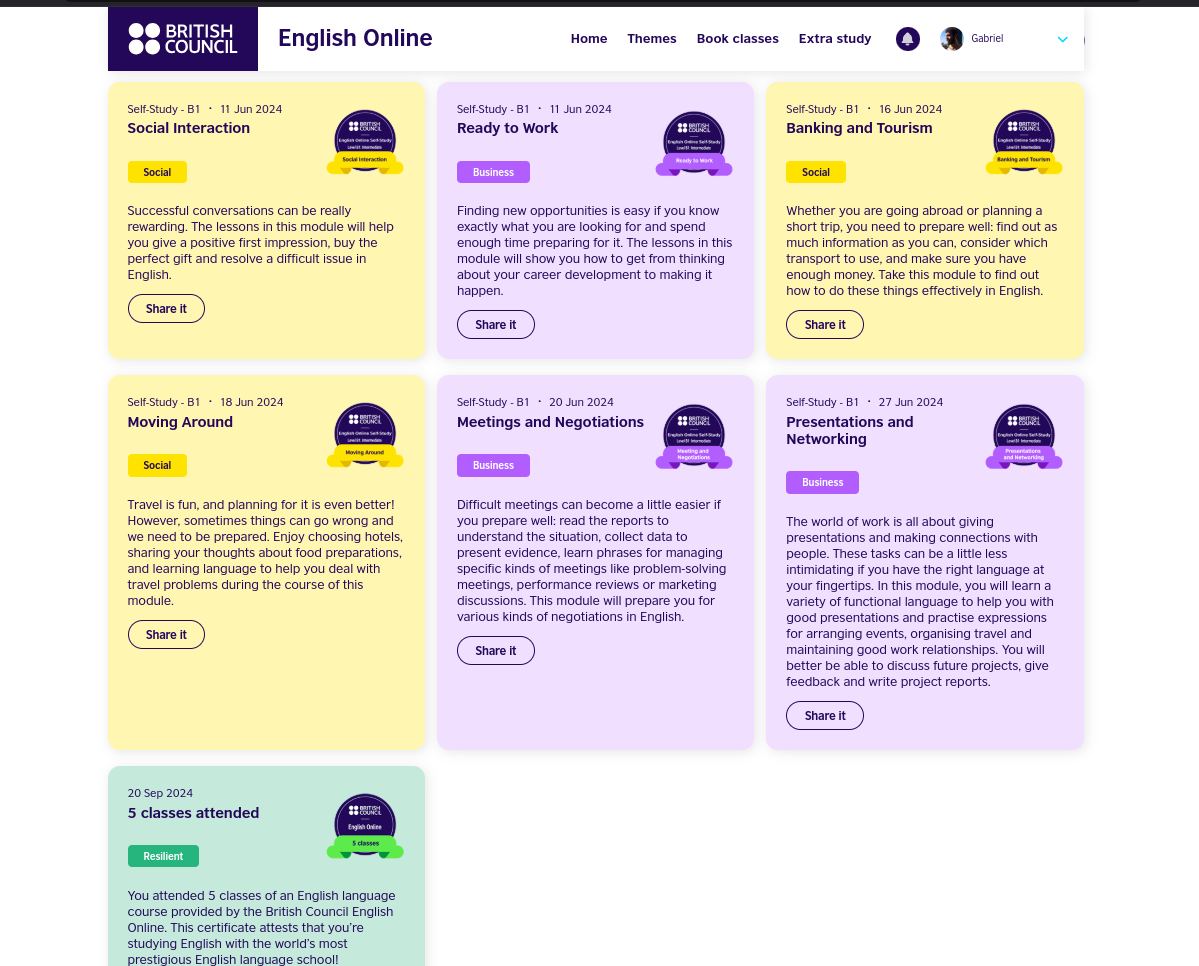 BRITISH
COUNCIL
English Online
Home
Themes
Book classes
Extra study
Gabriel
Self-Study - B1 · 11 Jun 2024
Social Interaction
BRITISH
COUNCIL
English Online Self-Study
Level B1 Intermediate
Social Interaction
Social
Successful conversations can be really
rewarding. The lessons in this module will help
you give a positive first impression, buy the
perfect gift and resolve a difficult issue in
English.
Share it
Self-Study - B1 · 11 Jun 2024
Ready to Work
BRITISH
COUNCIL
English Online Self-Study
Level B1 Intermediate
Ready to Work
Business
Finding new opportunities is easy if you know
exactly what you are looking for and spend
enough time preparing for it. The lessons in this
module will show you how to get from thinking
about your career development to making it
happen.
Share it
Self-Study - B1 · 16 Jun 2024
Banking and Tourism
BRITISH
COUNCIL
English Online Self-Study
Level B1 Intermediate
Banking and Tourism
Social
Whether you are going abroad or planning a
short trip, you need to prepare well: find out as
much information as you can, consider which
transport to use, and make sure you have
enough money. Take this module to find out
how to do these things effectively in English.
Share it
Self-Study - B1 · 18 Jun 2024
Moving Around
BRITISH
COUNCIL
English Online Self-Study
Level B1 Intermediate
Moving Around
Social
Travel is fun, and planning for it is even better!
However, sometimes things can go wrong and
we need to be prepared. Enjoy choosing hotels,
sharing your thoughts about food preparations,
and learning language to help you deal with
travel problems during the course of this
module.
Share it
Self-Study - B1 · 20 Jun 2024
Meetings and Negotiations
BRITISH
COUNCIL
English Online Self-Study
Level B1 Intermediate
Meeting and
Negotiations
Business
Difficult meetings can become a little easier if
you prepare well: read the reports to
understand the situation, collect data to
present evidence, learn phrases for managing
specific kinds of meetings like problem-solving
meetings, performance reviews or marketing
discussions. This module will prepare you for
various kinds of negotiations in English.
Share it
Self-Study - B1 · 27 Jun 2024
Presentations and
Networking
BRITISH
COUNCIL
English Online Self-Study
Level B1 Intermediate
Presentations
and Networking
Business
The world of work is all about giving
presentations and making connections with
people. These tasks can be a little less
intimidating if you have the right language at
your fingertips. In this module, you will learn a
variety of functional language to help you with
good presentations and practise expressions
for arranging events, organising travel and
maintaining good work relationships. You will
better be able to discuss future projects, give
feedback and write project reports.
Share it
20 Sep 2024
5 classes attended
BRITISH
COUNCIL
English Online
5 classes
Resilient
You attended 5 classes of an English language
course provided by the British Council English
Online. This certificate attests that you're
studying English with the world's most
prestigious English language school!